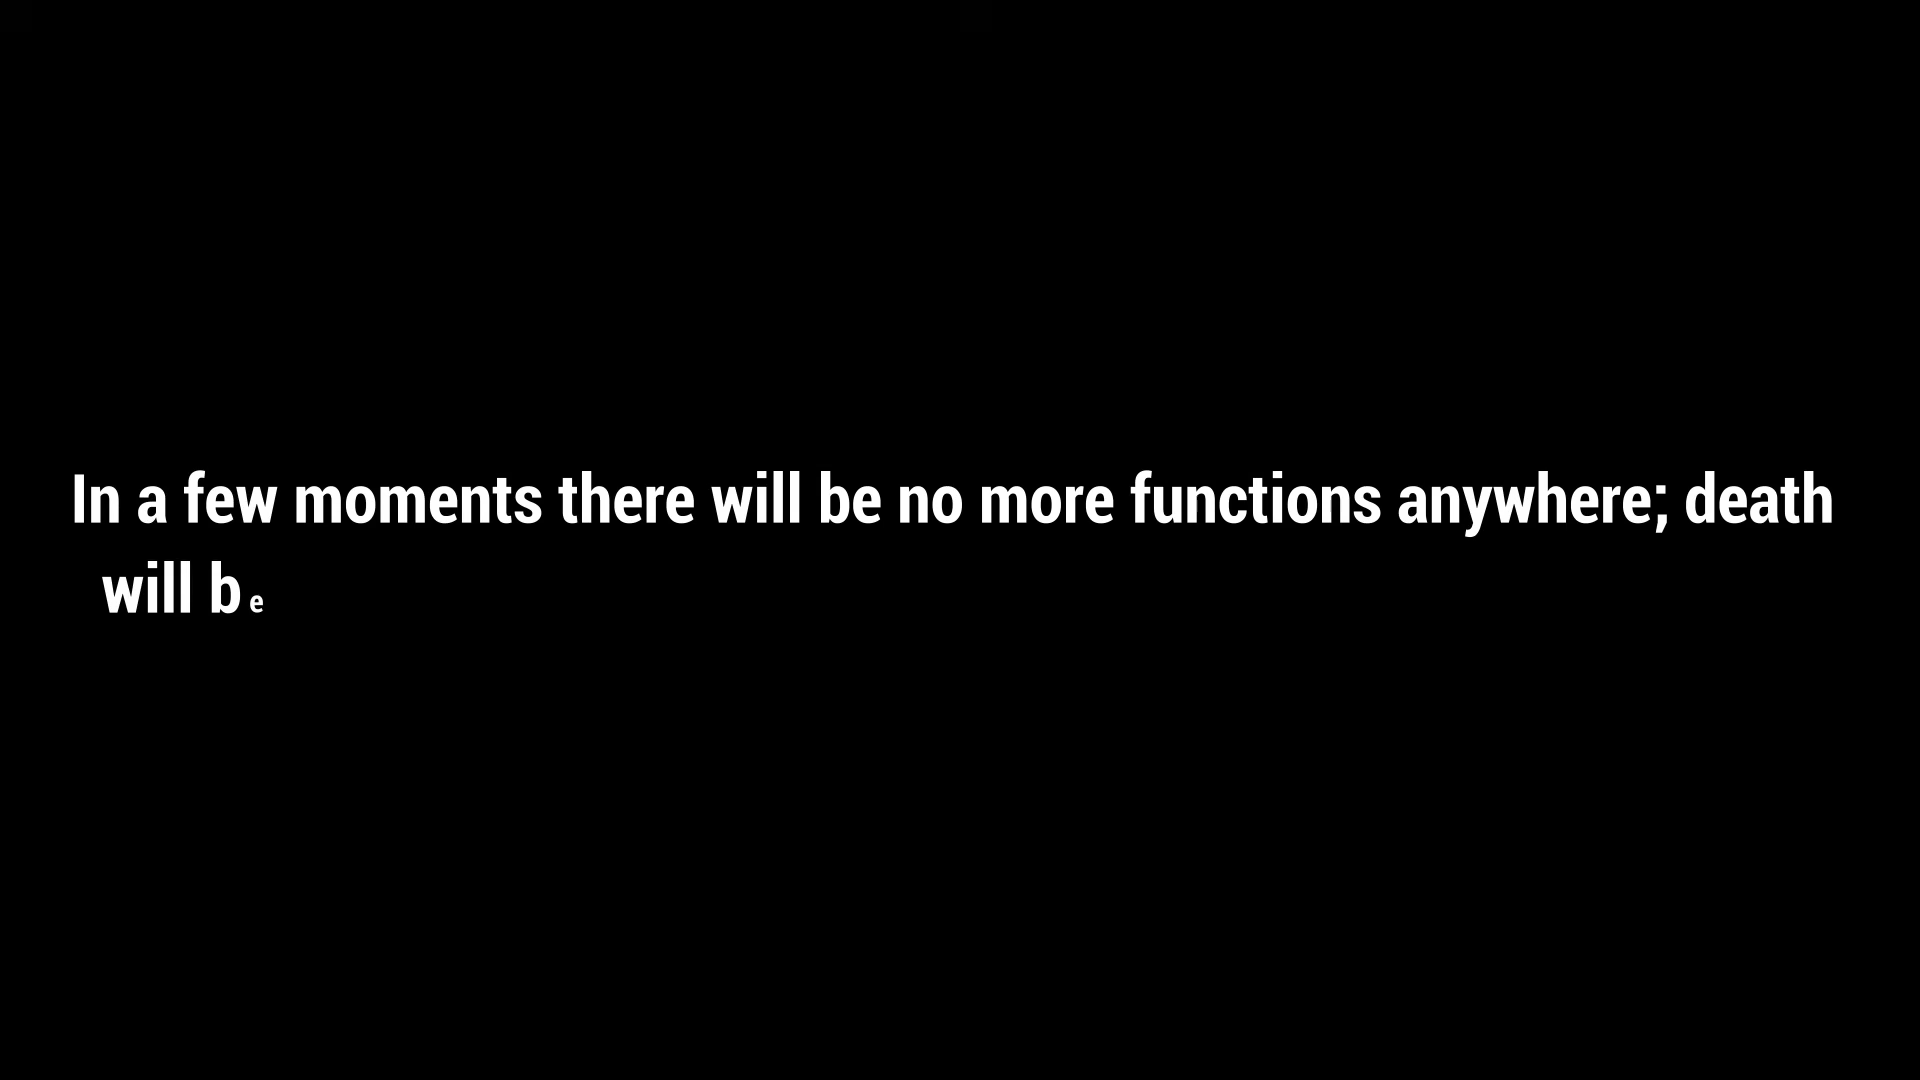 In a few moments there will be no more functions anywhere; death
will be